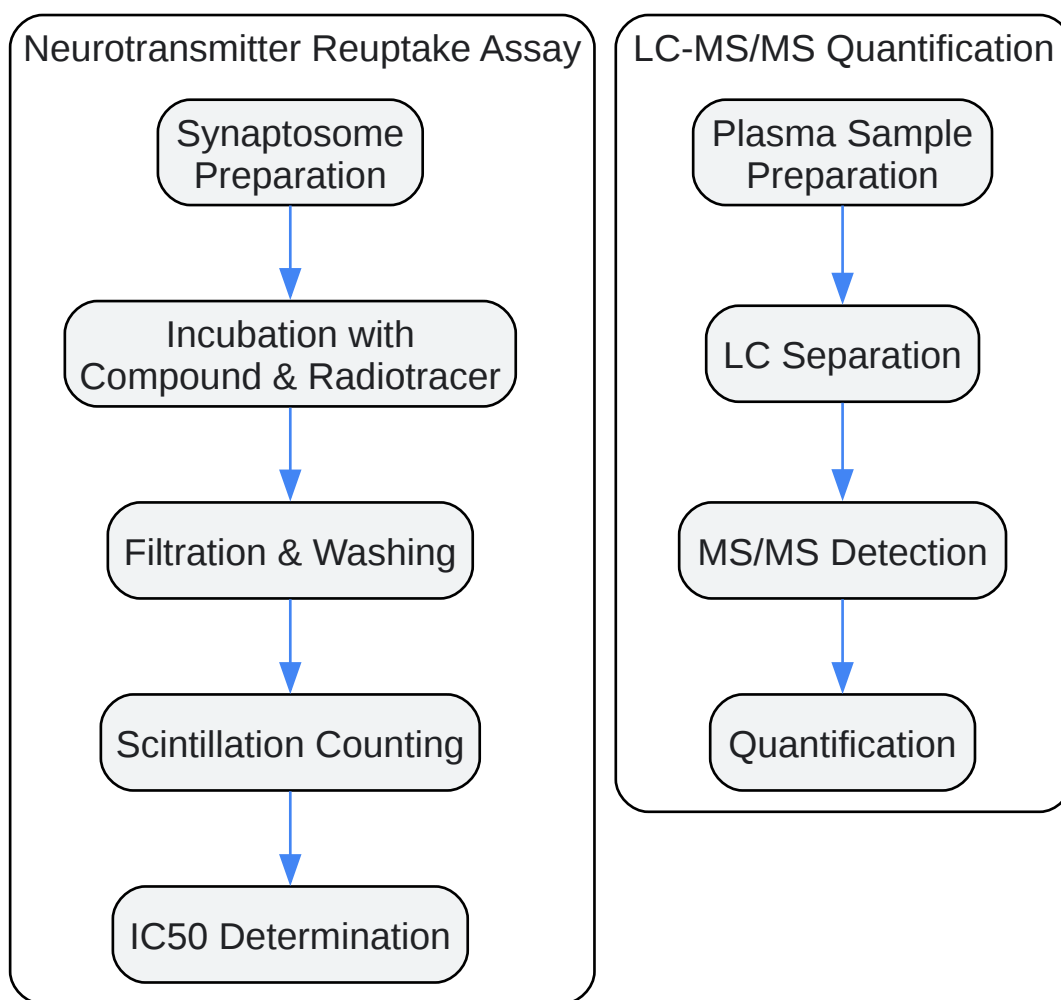 Neurotransmitter Reuptake Assay
Synaptosome
Preparation
Incubation with
Compound & Radiotracer
Filtration & Washing
Scintillation Counting
IC50 Determination
LC-MS/MS Quantification
Plasma Sample
Preparation
LC Separation
MS/MS Detection
Quantification